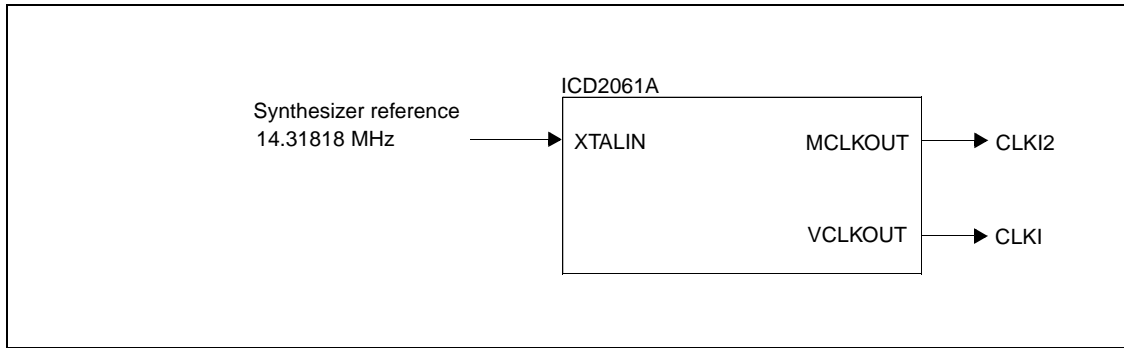 ICD2061A
Synthesizer reference
14.31818 MHz
XTALIN
MCLKOUT
CLKI2
VCLKOUT
CLKI